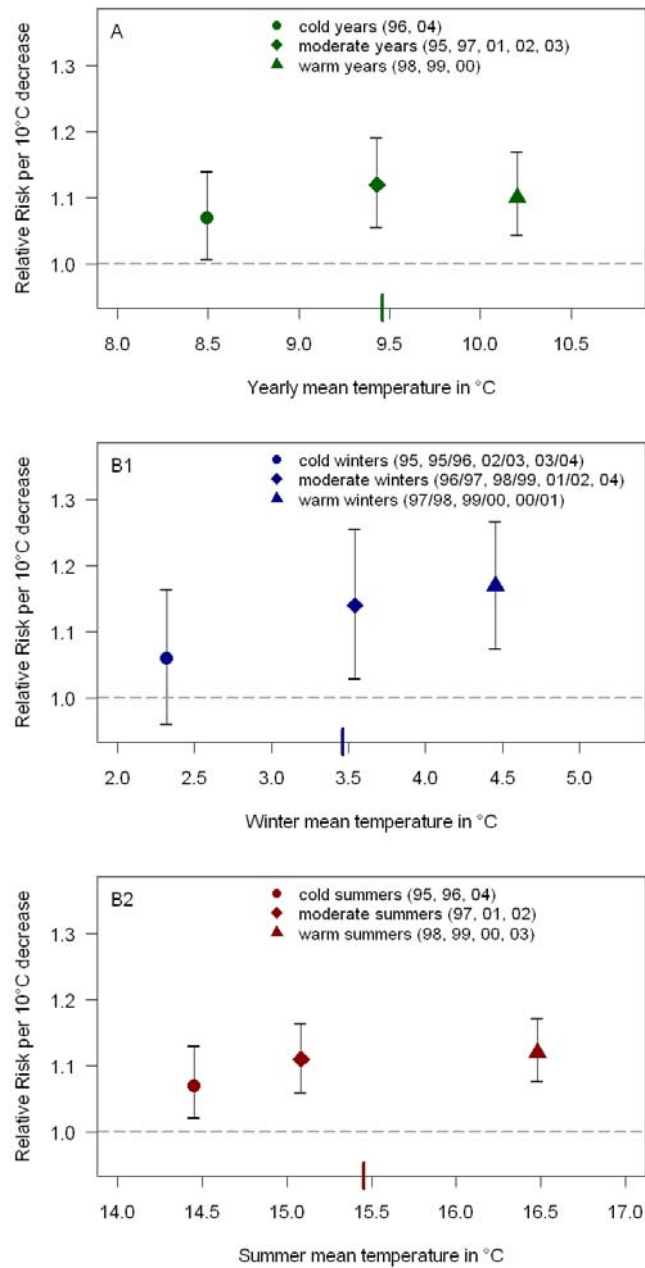 A
cold years (96, 04)
moderate years (95, 97, 01, 02, 03)
warm years (98, 99, 00)
Relative Risk per 10°C decrease
1.3
1.2
1.1
1.0
8.0 8.5 9.0 9.5 10.0 10.5
Yearly mean temperature in °C
B1
cold winters (95, 95/96, 02/03, 03/04)
moderate winters (96/97, 98/99, 01/02, 04)
warm winters (97/98, 99/00, 00/01)
Relative Risk per 10°C decrease
1.3
1.2
1.1
1.0
2.0 2.5 3.0 3.5 4.0 4.5 5.0
Winter mean temperature in °C
B2
cold summers (95, 96, 04)
moderate summers (97, 01, 02)
warm summers (98, 99, 00, 03)
Relative Risk per 10°C decrease
1.3
1.2
1.1
1.0
14.0 14.5 15.0 15.5 16.0 16.5 17.0
Summer mean temperature in °C